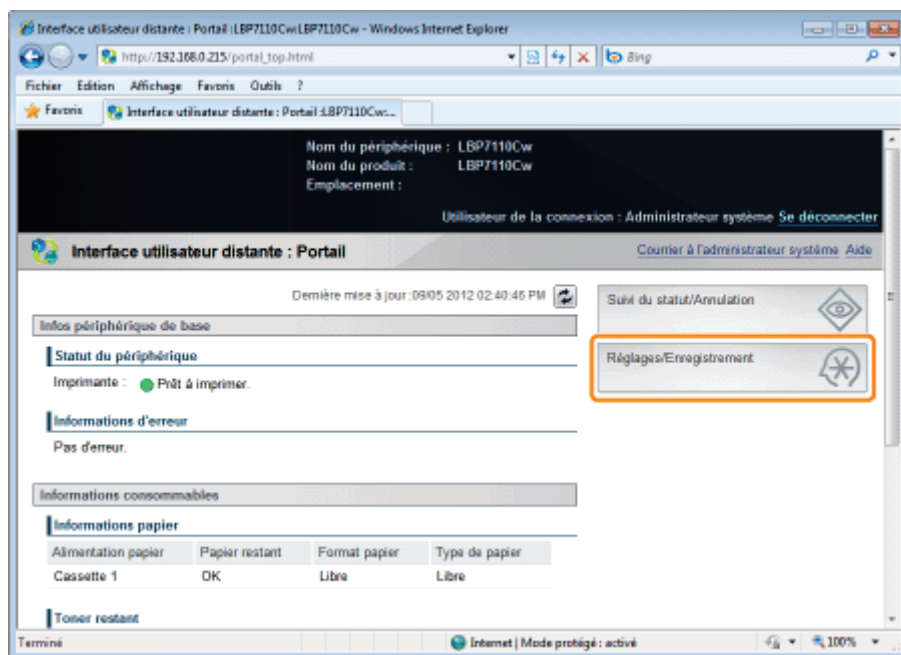 Interface utilisateur distante : Portail :LBP7110Cw:LBP7110Cw - Windows Internet Explorer
http://192.168.0.215/portal_top.html
Bing
Fichier Edition Affichage Favoris Outils ?
Favoris Interface utilisateur distante : Portail :LBP7110Cw:...
Nom du périphérique : LBP7110Cw
Nom du produit : LBP7110Cw
Emplacement :
Utilisateur de la connexion : Administrateur système Se déconnecter
Interface utilisateur distante : Portail
Courrier à l'administrateur système Aide
Dernière mise à jour :09/05 2012 02:40:46 PM
Suivi du statut/Annulation
Infos périphérique de base
Statut du périphérique
Réglages/Enregistrement
Imprimante : Prêt à imprimer.
Informations d'erreur
Pas d'erreur.
Informations consommables
Informations papier
Alimentation papier Papier restant Format papier Type de papier
Cassette 1 OK Libre Libre
Toner restant
Terminé Internet | Mode protégé : activé 100%